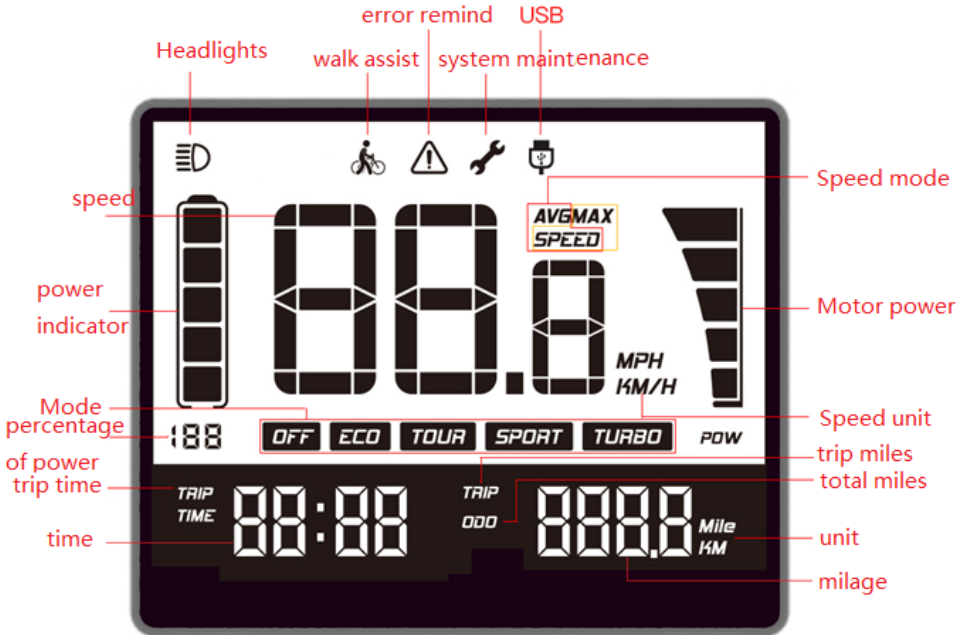 error remind
USB
Headlights
walk assist
system maintenance
Speed mode
speed
AVGMAX
SPEED
power
indicator
Motor power
MPH
KM/H
88.8
Mode
percentage
of power
188
OFF
ECO
TOUR
SPORT
TURBO
POW
Speed unit
trip miles
total miles
trip time
TRIP
TIME
88:88
TRIP
ODO
888.8
Mile
KM
time
unit
milage